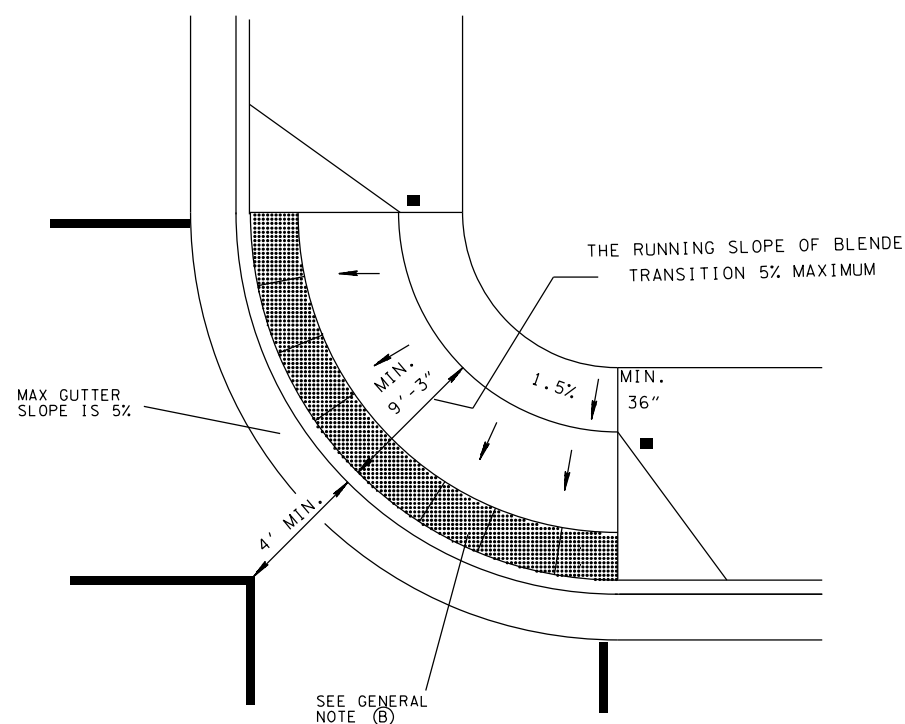 THE RUNNING SLOPE OF BLENDE
TRANSITION 5% MAXIMUM
MIN.
9'-3"
1.5%
MIN.
36"
MAX GUTTER
SLOPE IS 5%
4' MIN.
SEE GENERAL
NOTE Ⓑ